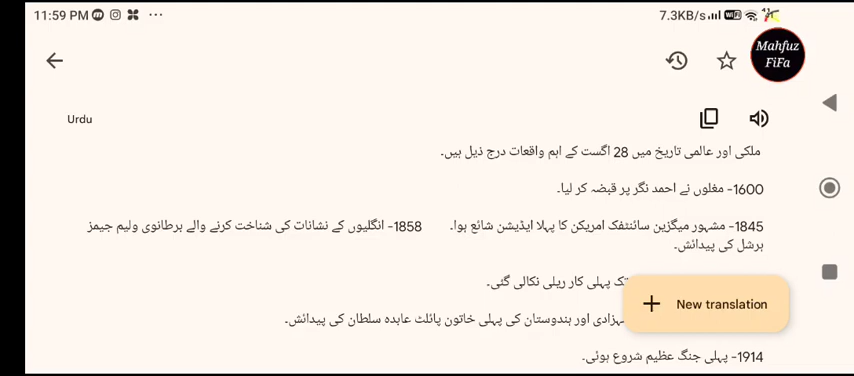 11:59 PM
7.3KB/s
Mahfuz
FiFa
Urdu
ملکی اور عالمی تاریخ میں 28 اگست کے اہم واقعات درج ذیل ہیں۔
1600- مغلوں نے احمد نگر پر قبضہ کر لیا۔
1845- مشہور میگزین سائنٹفک امریکن کا پہلا ایڈیشن شائع ہوا۔ 1858- انگلیوں کے نشانات کی شناخت کرنے والے برطانوی ولیم جیمز
ہرشل کی پیدائش۔
تک پہلی کار ریلی نکالی گئی۔
اور ہندوستان کی پہلی خاتون پائلٹ عابدہ سلطان کی پیدائش۔
New translation
1914- پہلی جنگ عظیم شروع ہوئی۔